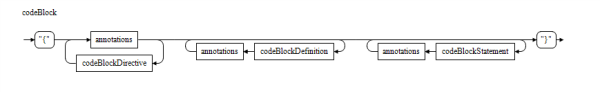 codeBlock
"{" annotations "}"
annotations codeBlockDefinition annotations codeBlockStatement
codeBlockDirective